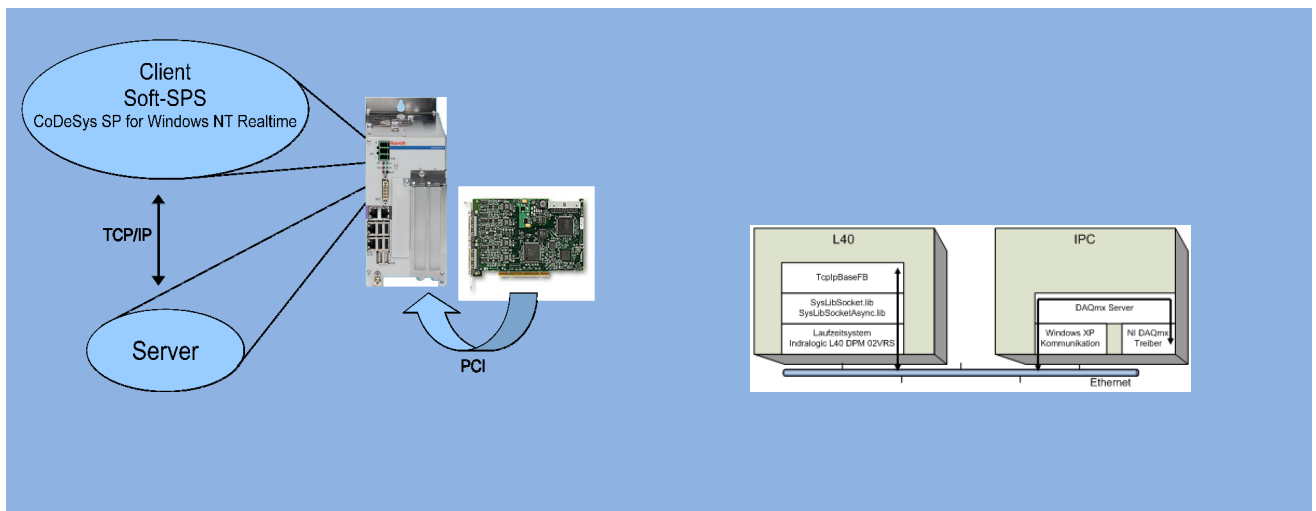 Client
Soft-SPS
CoDeSys SP for Windows NT Realtime
TCP/IP
Server
Rexroth
PCI
L40
TcpIpBaseFB
SysLibSocket.lib
SysLibSocketAsync.lib
Laufzeitsystem
Indralogic L40 DPM 02VRS
IPC
DAQmx Server
Windows XP
Kommunikation
NI DAQmx
Treiber
Ethernet